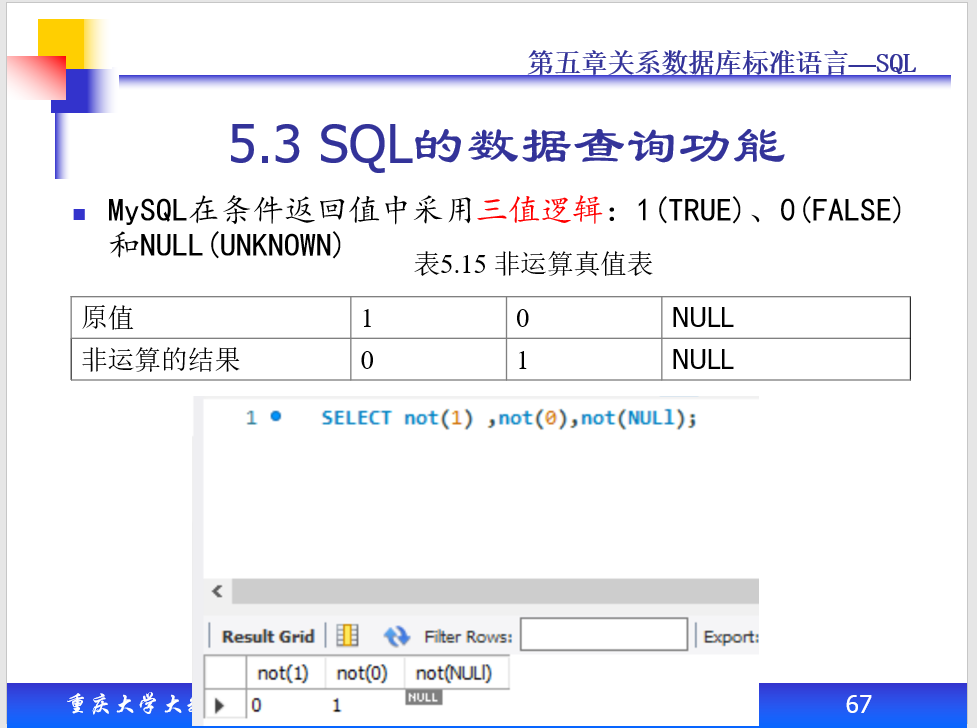 第五章关系数据库标准语言—SQL
5.3 SQL的数据查询功能
MySQL在条件返回值中采用三值逻辑：1(TRUE)、0(FALSE)
和NULL(UNKNOWN)
表5.15 非运算真值表
原值 1 0 NULL
非运算的结果 0 1 NULL
1 SELECT not(1) ,not(0),not(NULl);
Result Grid Filter Rows: Export:
not(1) not(0) not(NULl)
0 1 NULL
重庆大学大 67